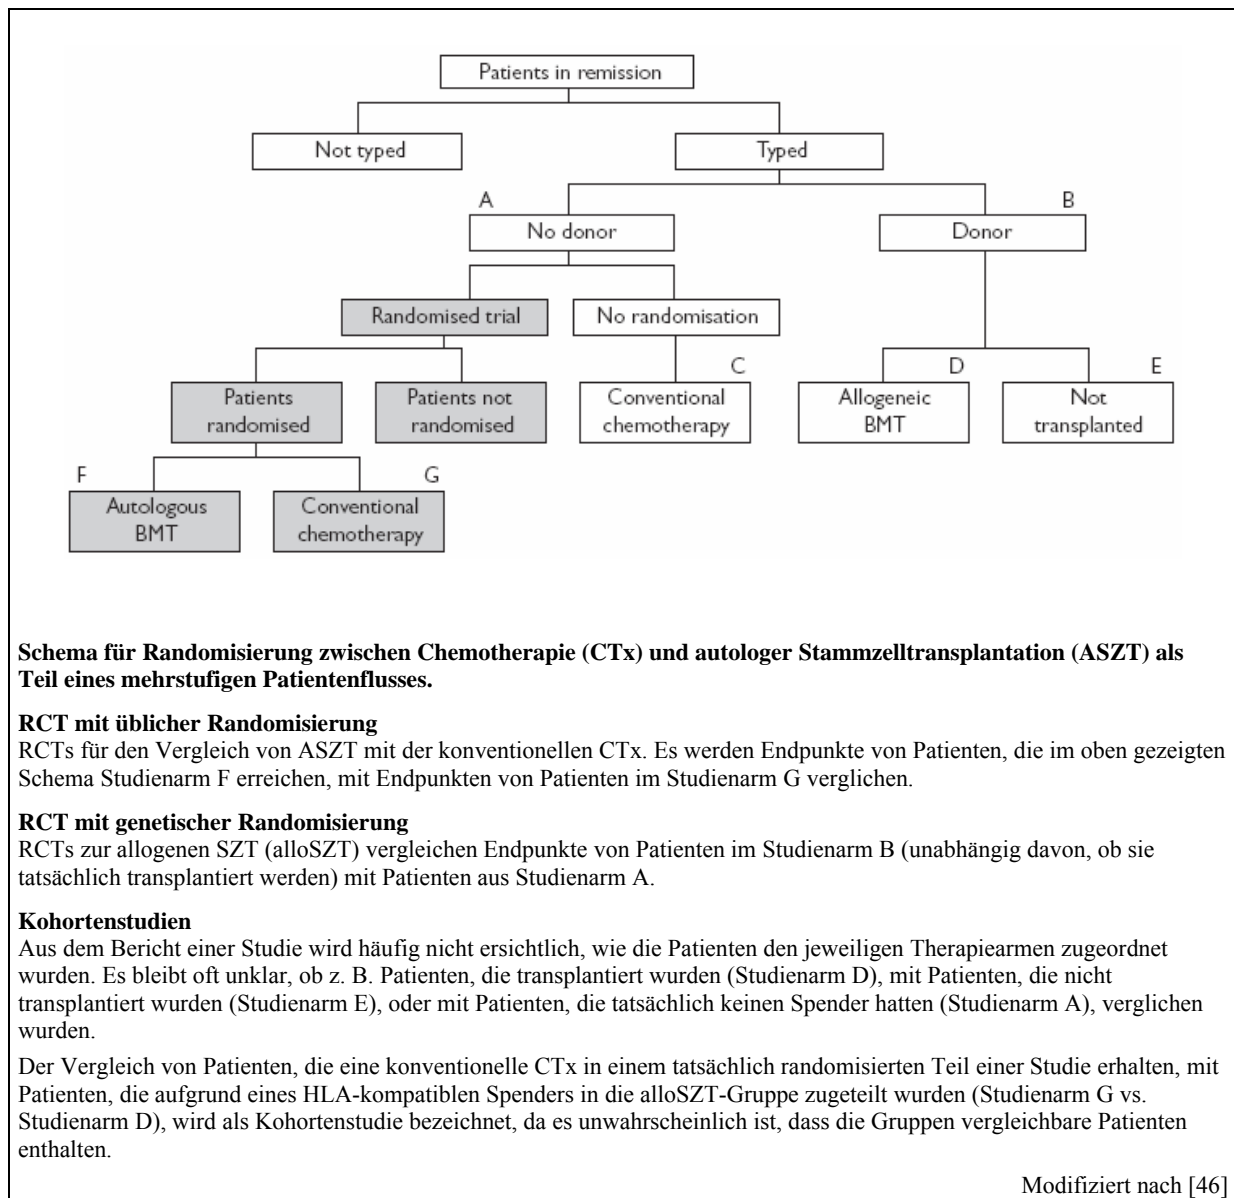 Patients in remission
Not typed
Typed
A
B
No donor
Donor
Randomised trial
No randomisation
C
D
E
Patients
randomised
Patients not
randomised
Conventional
chemotherapy
Allogeneic
BMT
Not
transplanted
F
G
Autologous
BMT
Conventional
chemotherapy
Schema für Randomisierung zwischen Chemotherapie (CTx) und autologer Stammzelltransplantation (ASZT) als
Teil eines mehrstufigen Patientenflusses.
RCT mit üblicher Randomisierung
RCTs für den Vergleich von ASZT mit der konventionellen CTx. Es werden Endpunkte von Patienten, die im oben gezeigten
Schema Studienarm F erreichen, mit Endpunkten von Patienten im Studienarm G verglichen.
RCT mit genetischer Randomisierung
RCTs zur allogenen SZT (alloSZT) vergleichen Endpunkte von Patienten im Studienarm B (unabhängig davon, ob sie
tatsächlich transplantiert werden) mit Patienten aus Studienarm A.
Kohortenstudien
Aus dem Bericht einer Studie wird häufig nicht ersichtlich, wie die Patienten den jeweiligen Therapiearmen zugeordnet
wurden. Es bleibt oft unklar, ob z. B. Patienten, die transplantiert wurden (Studienarm D), mit Patienten, die nicht
transplantiert wurden (Studienarm E), oder mit Patienten, die tatsächlich keinen Spender hatten (Studienarm A), verglichen
wurden.
Der Vergleich von Patienten, die eine konventionelle CTx in einem tatsächlich randomisierten Teil einer Studie erhalten, mit
Patienten, die aufgrund eines HLA-kompatiblen Spenders in die alloSZT-Gruppe zugeteilt wurden (Studienarm G vs.
Studienarm D), wird als Kohortenstudie bezeichnet, da es unwahrscheinlich ist, dass die Gruppen vergleichbare Patienten
enthalten.
Modifiziert nach [46]